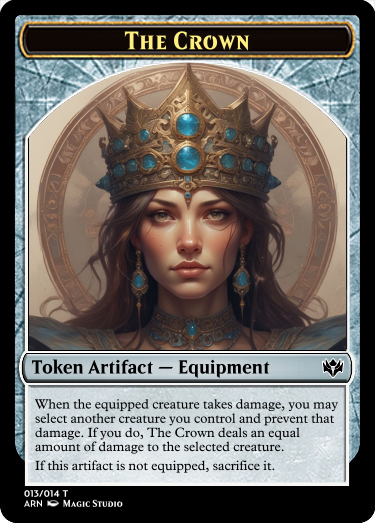 The Crown
Token Artifact — Equipment
When the equipped creature takes damage, you may
select another creature you control and prevent that
damage. If you do, The Crown deals an equal
amount of damage to the selected creature.
If this artifact is not equipped, sacrifice it.
013/014 T
ARN Magic Studio